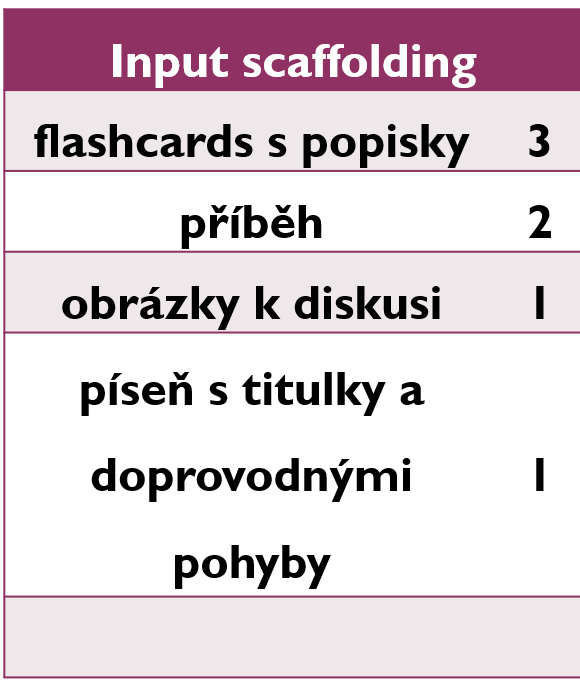 Input scaffolding
flashcards s popisky 3
příběh 2
obrázky k diskusi 1
píseň s titulky a
doprovodnými 1
pohyby